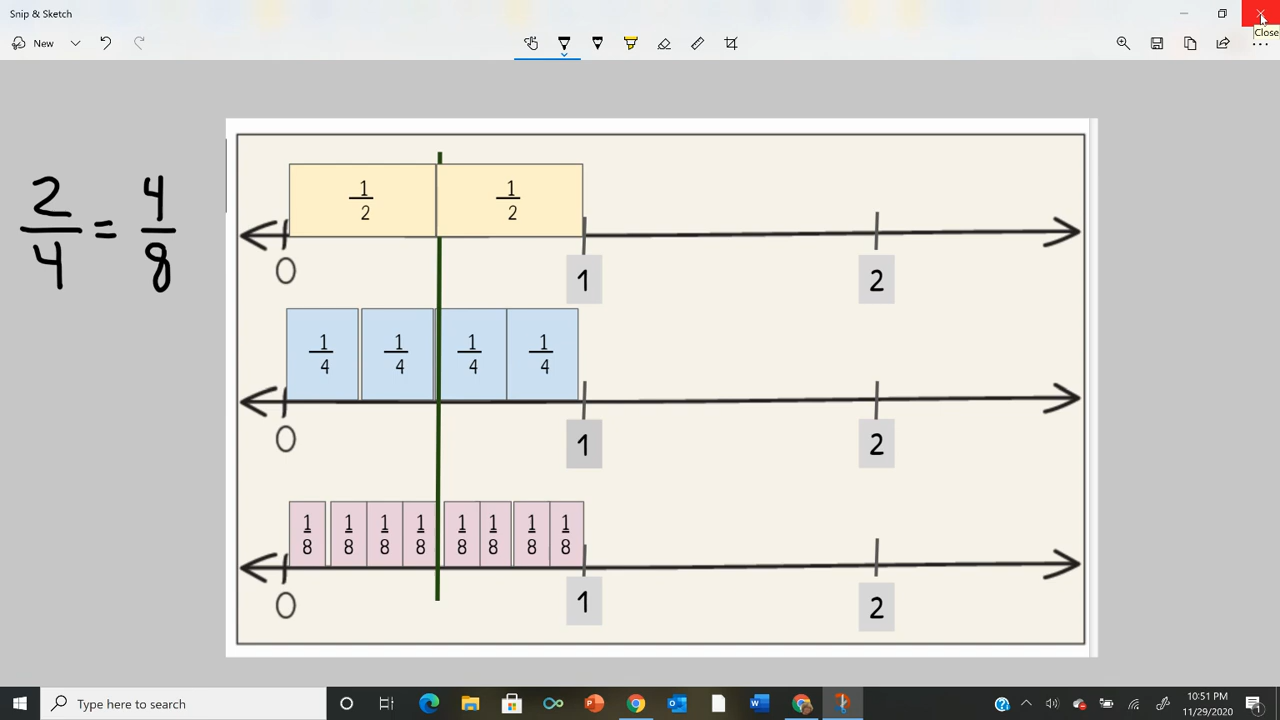 Snip & Sketch
Close
New
2/4 = 4/8
1/2 1/2
0 1 2
1/4 1/4 1/4 1/4
0 1 2
1/8 1/8 1/8 1/8 1/8 1/8 1/8 1/8
0 1 2
Type here to search
10:51 PM
11/29/2020